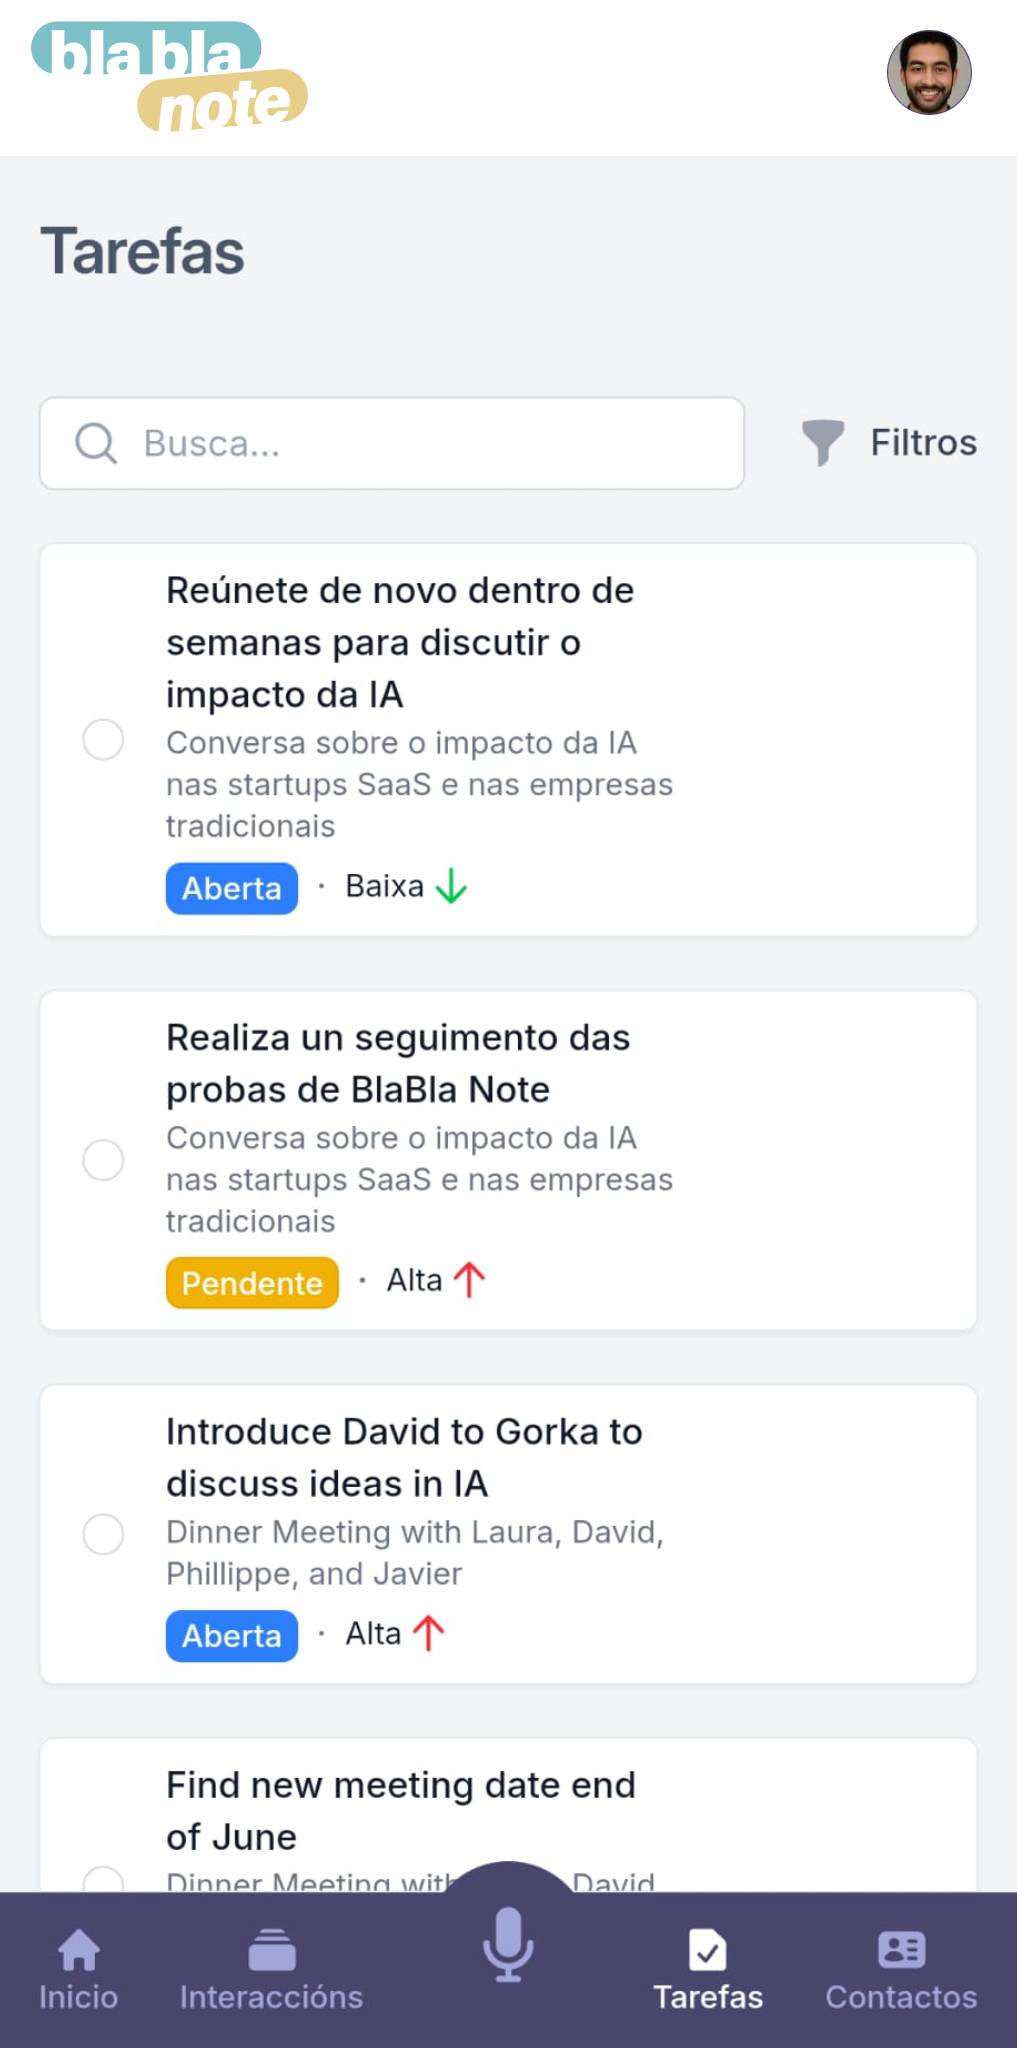 bla bla
note
Tarefas
Busca...
Filtros
Reúnete de novo dentro de
semanas para discutir o
impacto da IA
Conversa sobre o impacto da IA
nas startups SaaS e nas empresas
tradicionais
Aberta · Baixa
Realiza un seguimento das
probas de BlaBla Note
Conversa sobre o impacto da IA
nas startups SaaS e nas empresas
tradicionais
Pendente · Alta
Introduce David to Gorka to
discuss ideas in IA
Dinner Meeting with Laura, David,
Phillippe, and Javier
Aberta · Alta
Find new meeting date end
of June
Dinner Meeting with David
Inicio
Interaccións
Tarefas
Contactos